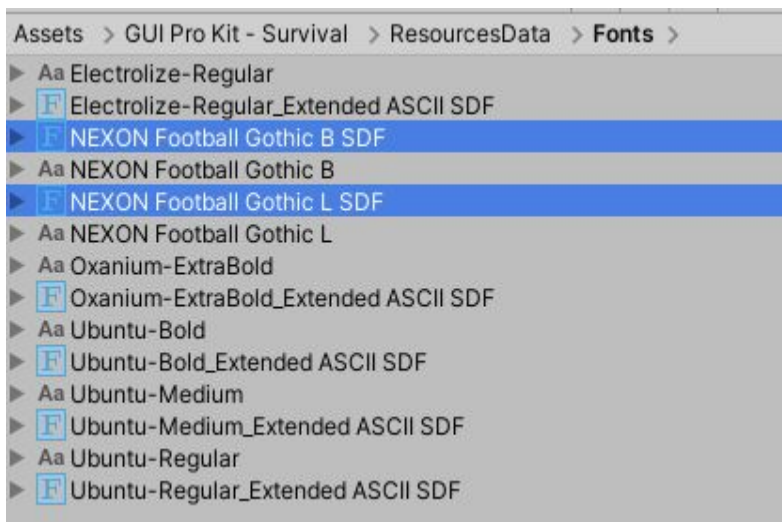 Assets > GUI Pro Kit - Survival > ResourcesData > Fonts >
Aa Electrolize-Regular
F Electrolize-Regular_Extended ASCII SDF
F NEXON Football Gothic B SDF
Aa NEXON Football Gothic B
F NEXON Football Gothic L SDF
Aa NEXON Football Gothic L
Aa Oxanium-ExtraBold
F Oxanium-ExtraBold_Extended ASCII SDF
Aa Ubuntu-Bold
F Ubuntu-Bold_Extended ASCII SDF
Aa Ubuntu-Medium
F Ubuntu-Medium_Extended ASCII SDF
Aa Ubuntu-Regular
F Ubuntu-Regular_Extended ASCII SDF